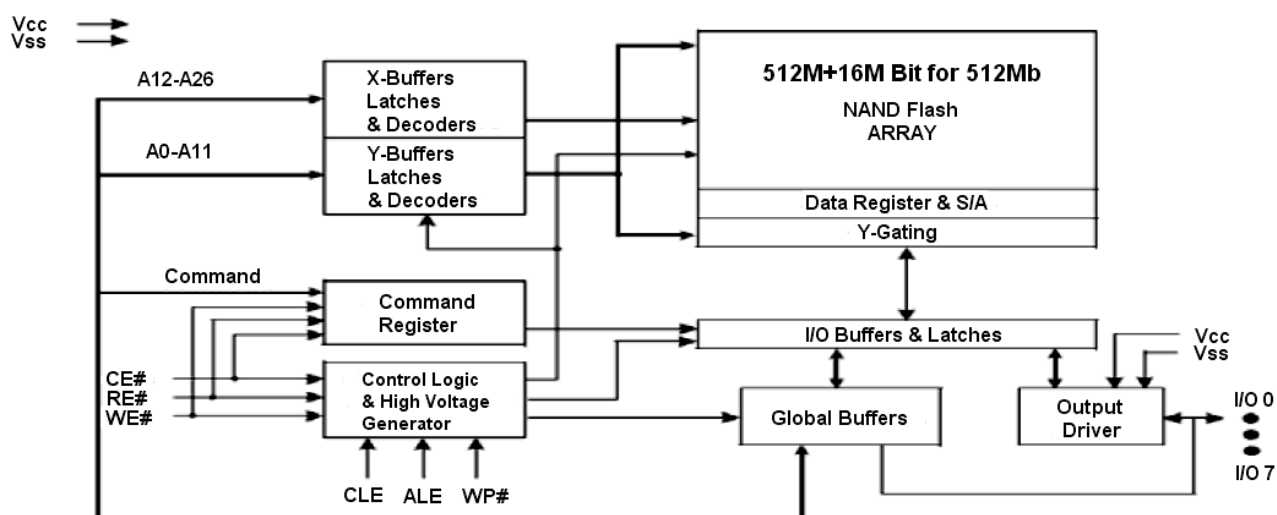 Vcc
Vss
A12-A26
A0-A11
X-Buffers
Latches
& Decoders
Y-Buffers
Latches
& Decoders
512M+16M Bit for 512Mb
NAND Flash
ARRAY
Data Register & S/A
Y-Gating
Command
Command
Register
I/O Buffers & Latches
Vcc
Vss
CE#
RE#
WE#
Control Logic
& High Voltage
Generator
Global Buffers
Output
Driver
I/O 0
I/O 7
CLE
ALE
WP#